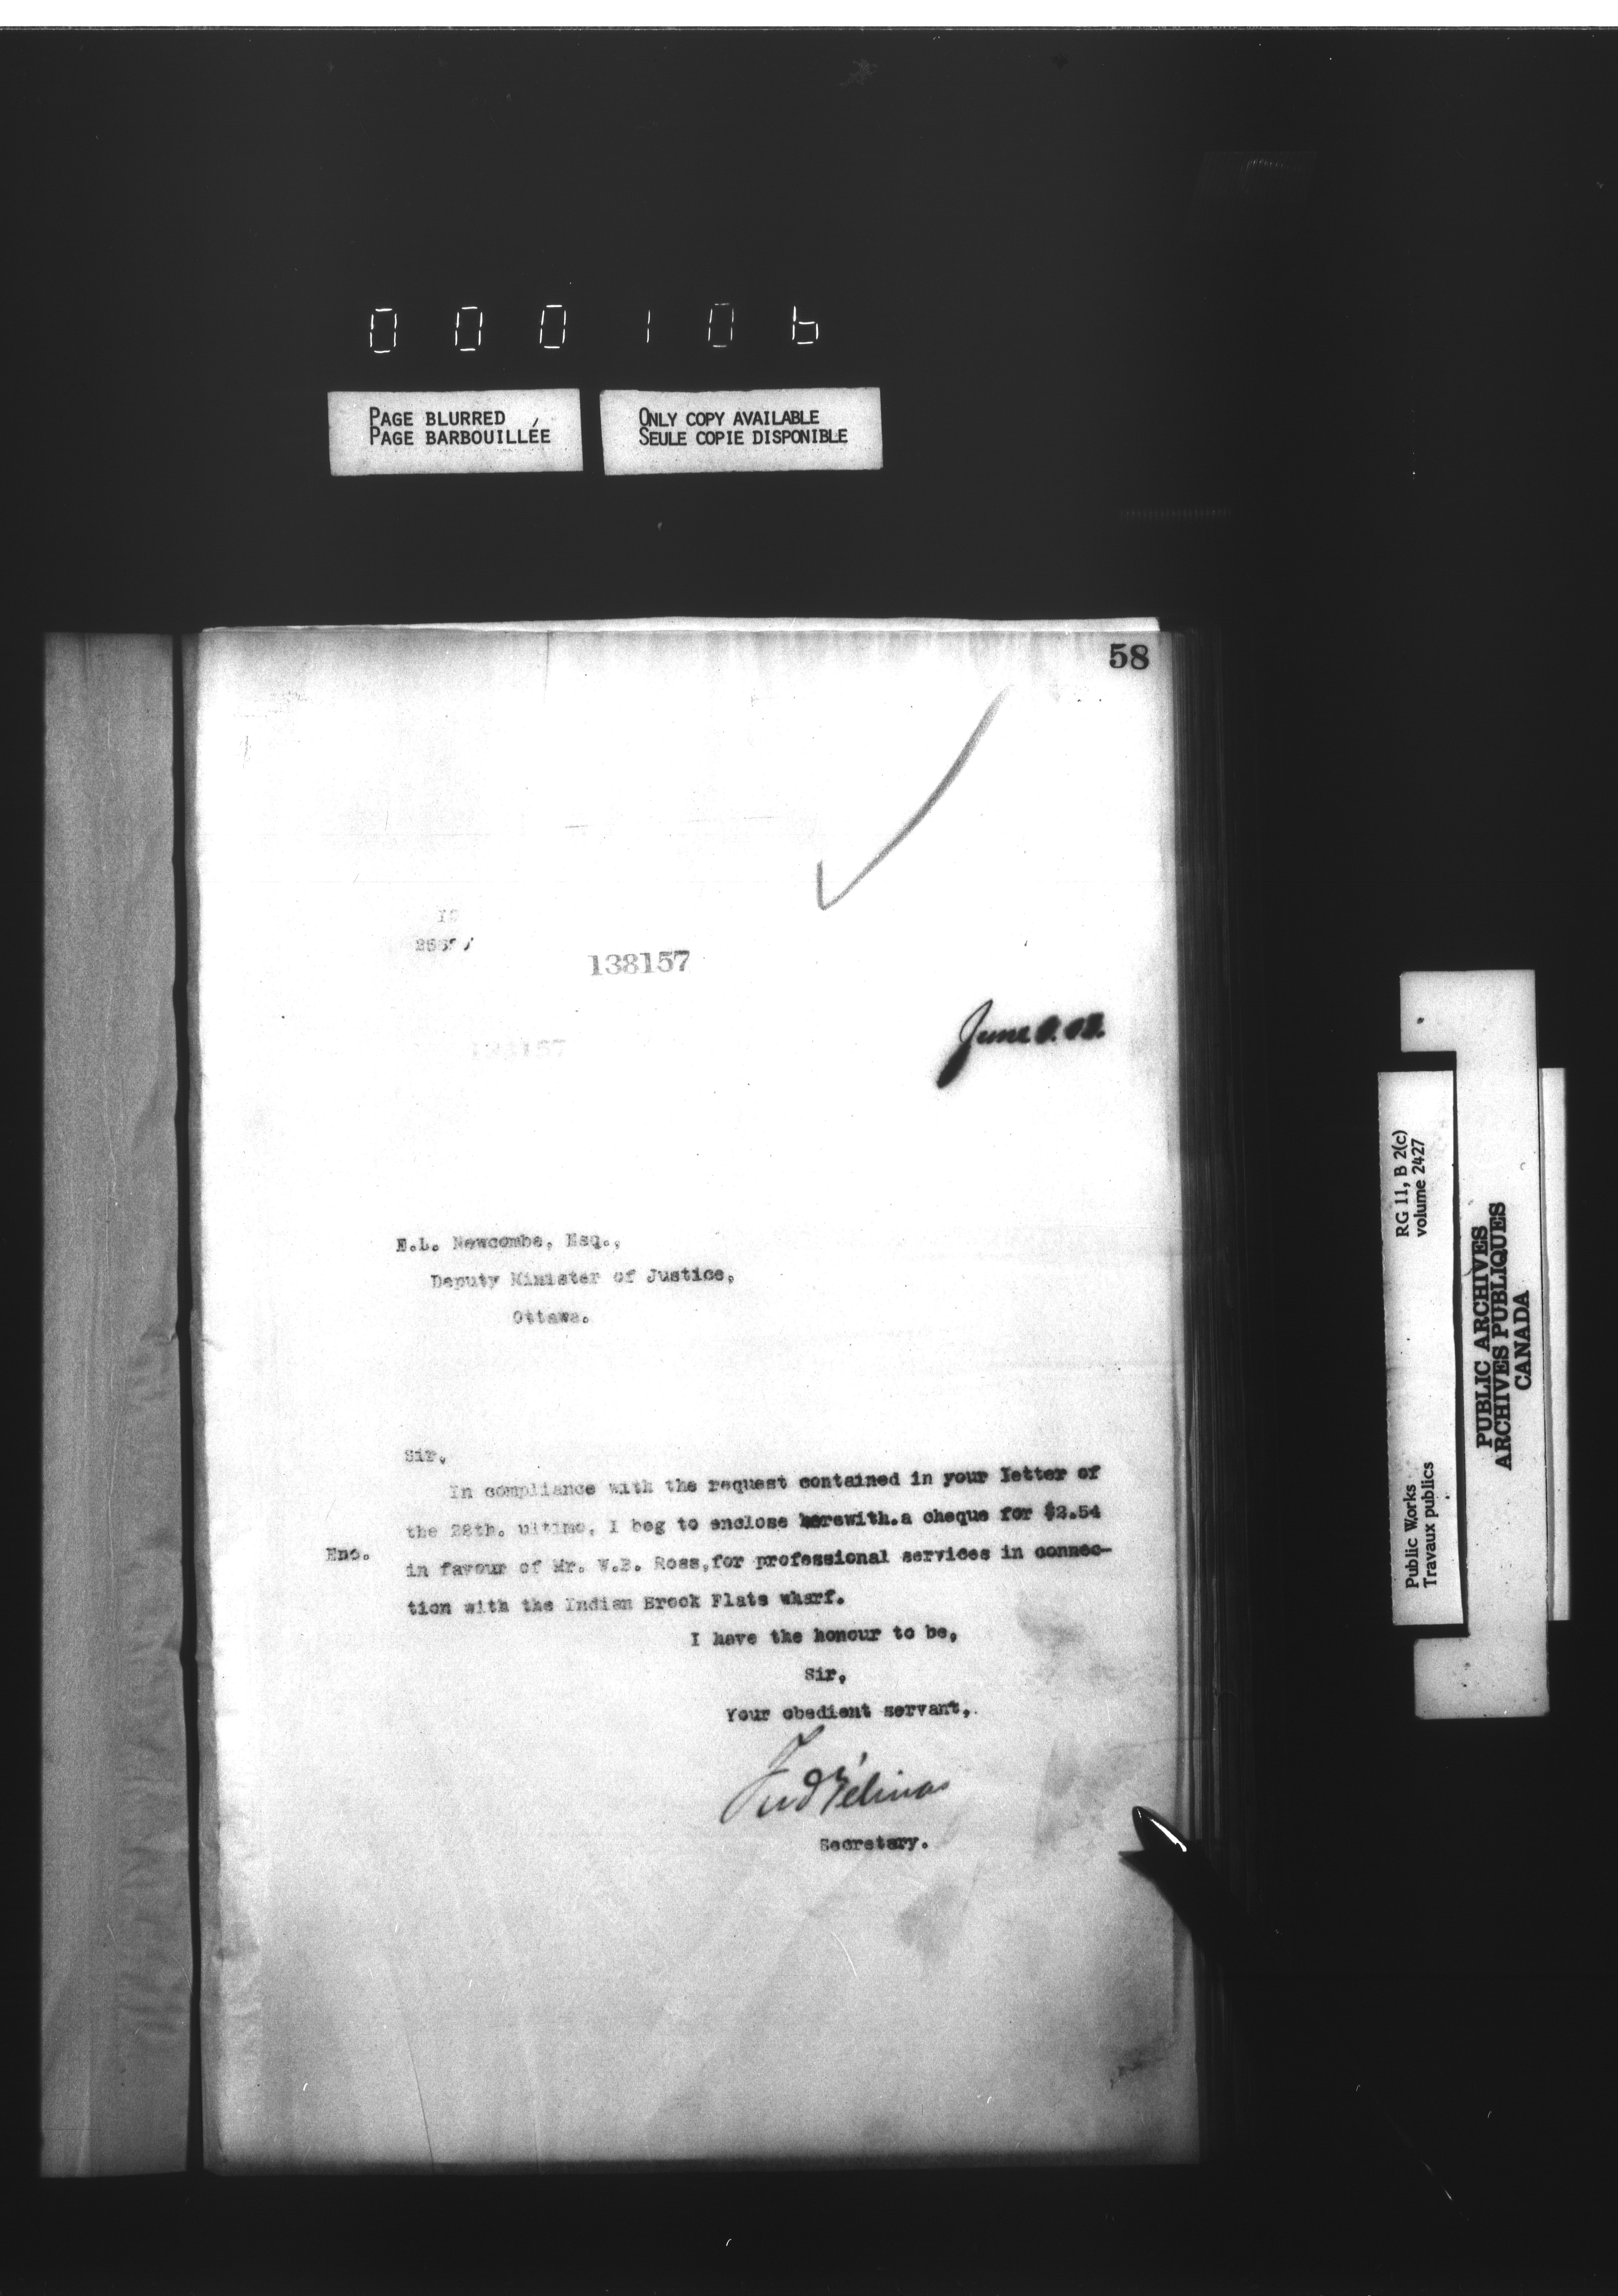 000106
PAGE BLURRED
PAGE BARBOUILLÉE
ONLY COPY AVAILABLE
SEULE COPIE DISPONIBLE
58
138157
June
E.L. Newcombe, Esq.,
Deputy Minister of Justice,
Ottawa.
Sir,
In compliance with the request contained in your letter of
the 28th. ultimo, I beg to enclose herewith.a cheque for $2.54
Enc.
in favour of Mr. W.B. Ross,for professional services in connec-
tion with the Indian Brook Flats wharf.
I have the honour to be,
Sir,
Your obedient servant,
Fred Gélinas
Secretary.
RG 11, B 2(c)
volume 2427
Public Works
Travaux publics
PUBLIC ARCHIVES
ARCHIVES PUBLIQUES
CANADA